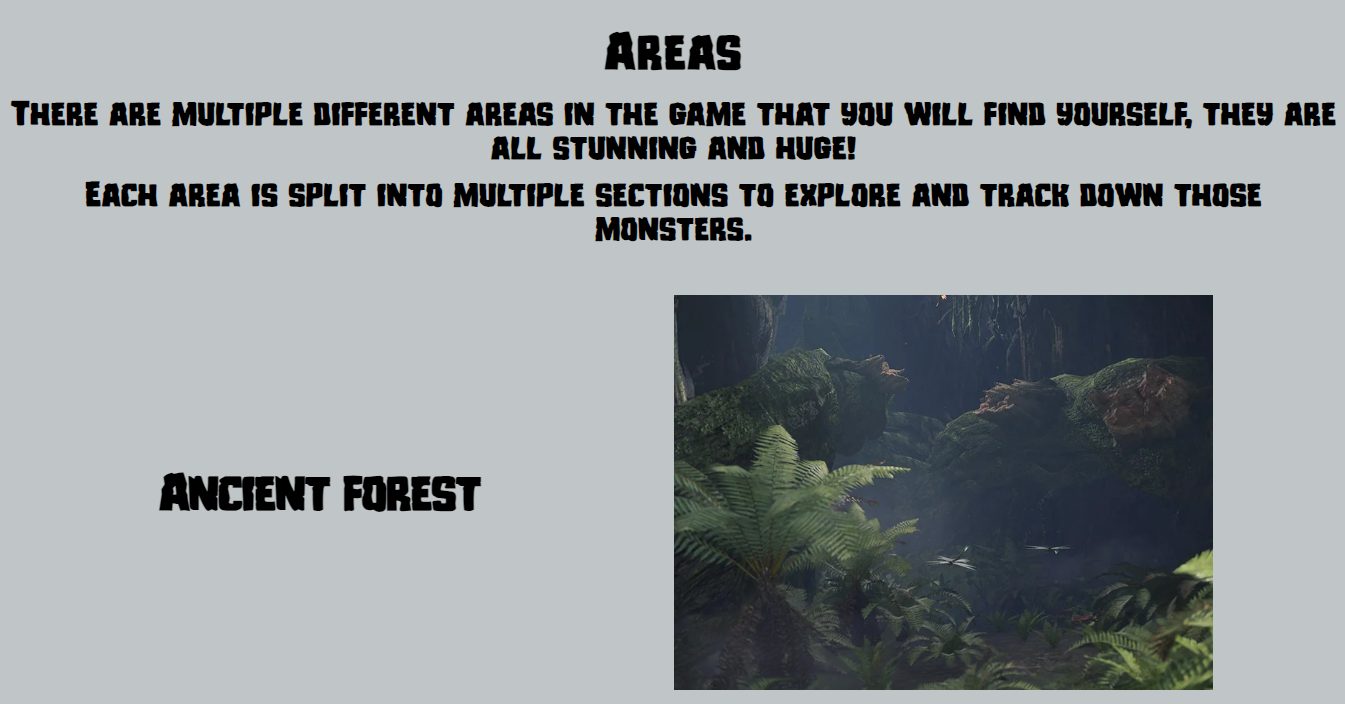 Areas
There are multiple different areas in the game that you will find yourself, they are
all stunning and huge!
Each area is split into multiple sections to explore and track down those
monsters.
Ancient Forest